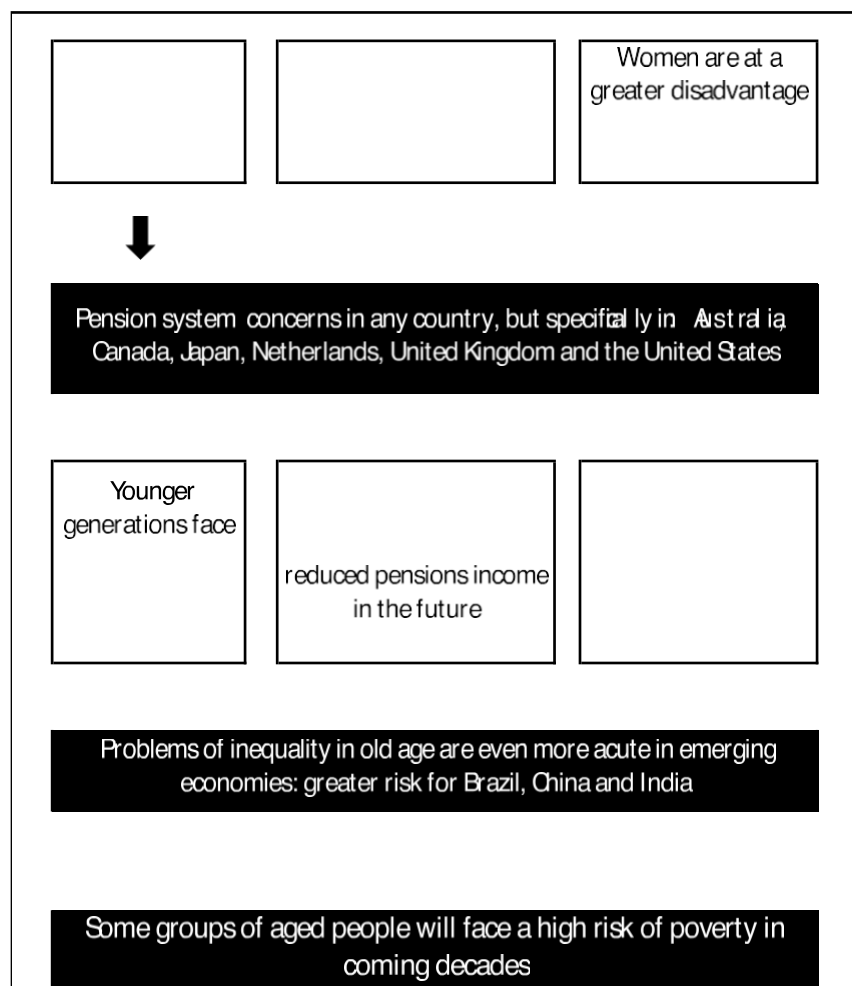 Women are at a
greater disadvantage
Pension system concerns in any country, but specifically in: Australia,
Canada, Japan, Netherlands, United Kingdom and the United States
Younger
generations face
reduced pensions income
in the future
Problems of inequality in old age are even more acute in emerging
economies: greater risk for Brazil, China and India
Some groups of aged people will face a high risk of poverty in
coming decades